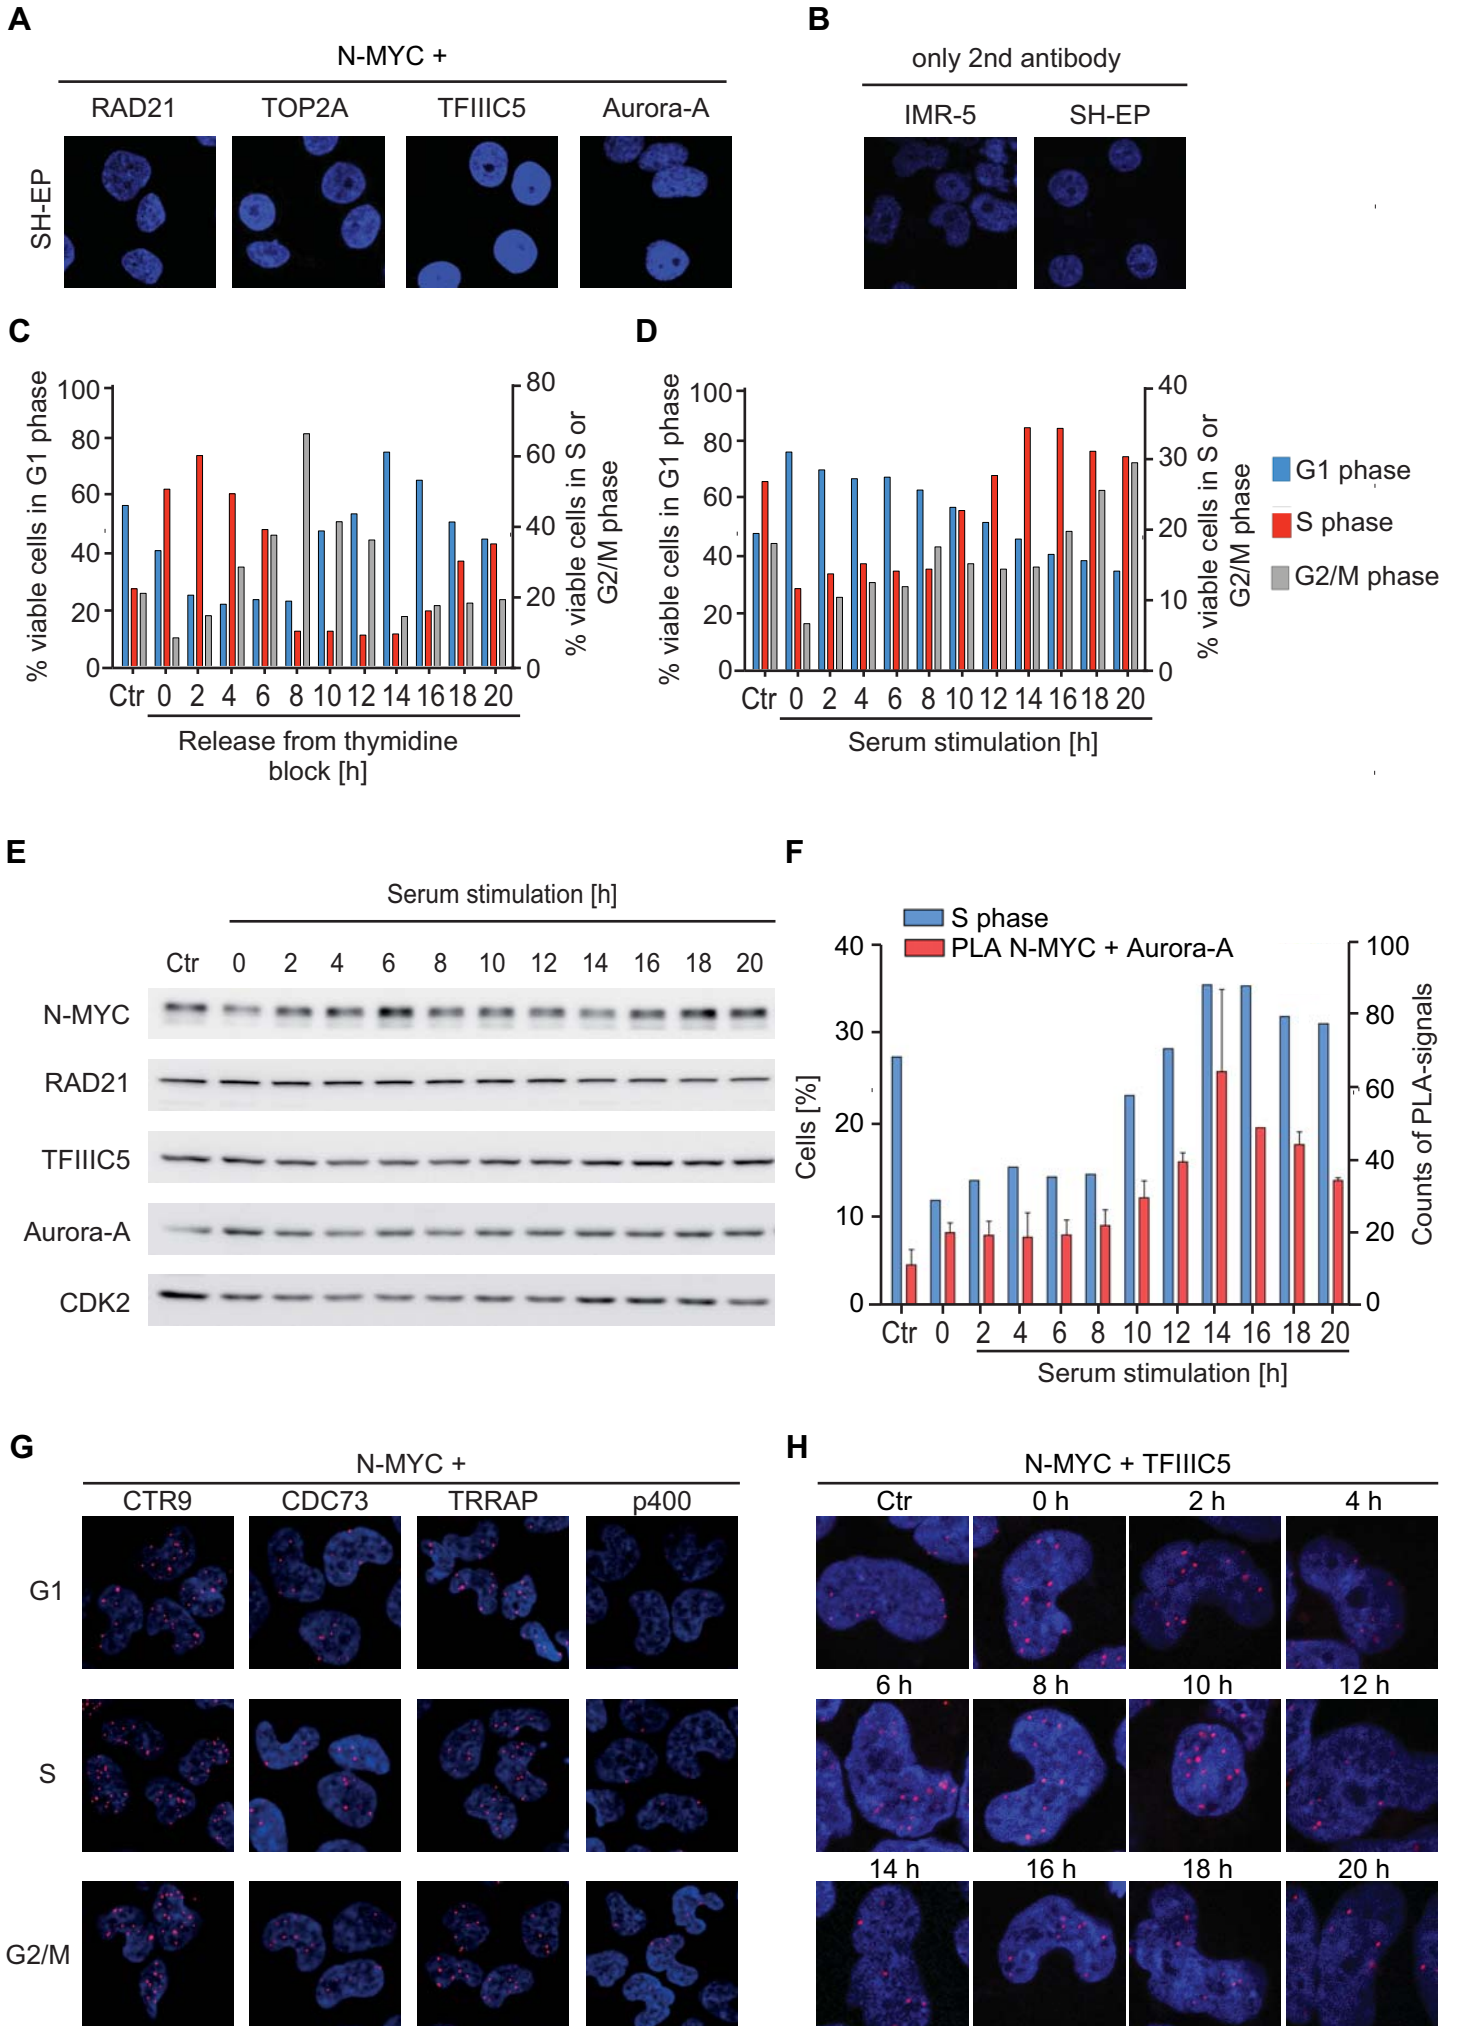 A
N-MYC +
RAD21 TOP2A TFIIIC5 Aurora-A
SH-EP
B
only 2nd antibody
IMR-5 SH-EP
C
% viable cells in G1 phase
100
80
60
40
20
0
80
60
40
20
0
% viable cells in S or
G2/M phase
Ctr 0 2 4 6 8 10 12 14 16 18 20
Release from thymidine
block [h]
D
% viable cells in G1 phase
100
80
60
40
20
0
40
30
20
10
0
% viable cells in S or
G2/M phase
Ctr 0 2 4 6 8 10 12 14 16 18 20
Serum stimulation [h]
G1 phase
S phase
G2/M phase
E
Serum stimulation [h]
Ctr 0 2 4 6 8 10 12 14 16 18 20
N-MYC
RAD21
TFIIIC5
Aurora-A
CDK2
F
S phase
PLA N-MYC + Aurora-A
Cells [%]
40
30
20
10
0
100
80
60
40
20
0
Counts of PLA-signals
Ctr 0 2 4 6 8 10 12 14 16 18 20
Serum stimulation [h]
G
N-MYC +
CTR9 CDC73 TRRAP p400
G1
S
G2/M
H
N-MYC + TFIIIC5
Ctr 0 h 2 h 4 h
6 h 8 h 10 h 12 h
14 h 16 h 18 h 20 h